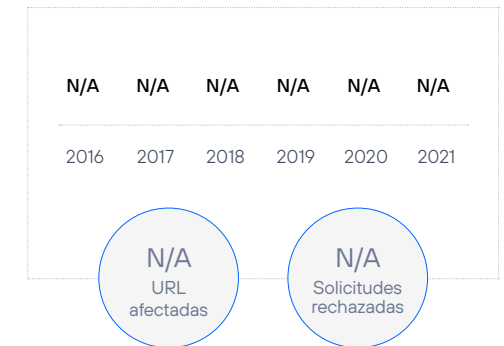 N/A N/A N/A N/A N/A N/A
2016 2017 2018 2019 2020 2021
N/A
URL
afectadas
N/A
Solicitudes
rechazadas